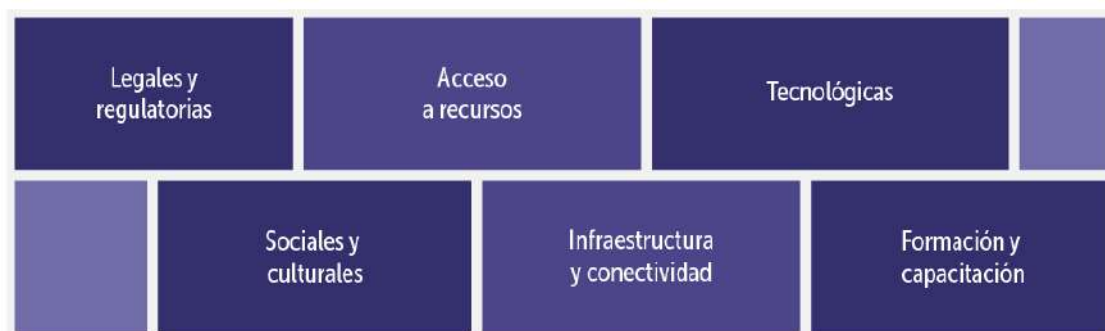 Legales y
regulatorias
Acceso
a recursos
Tecnológicas
Sociales y
culturales
Infraestructura
y conectividad
Formación y
capacitación